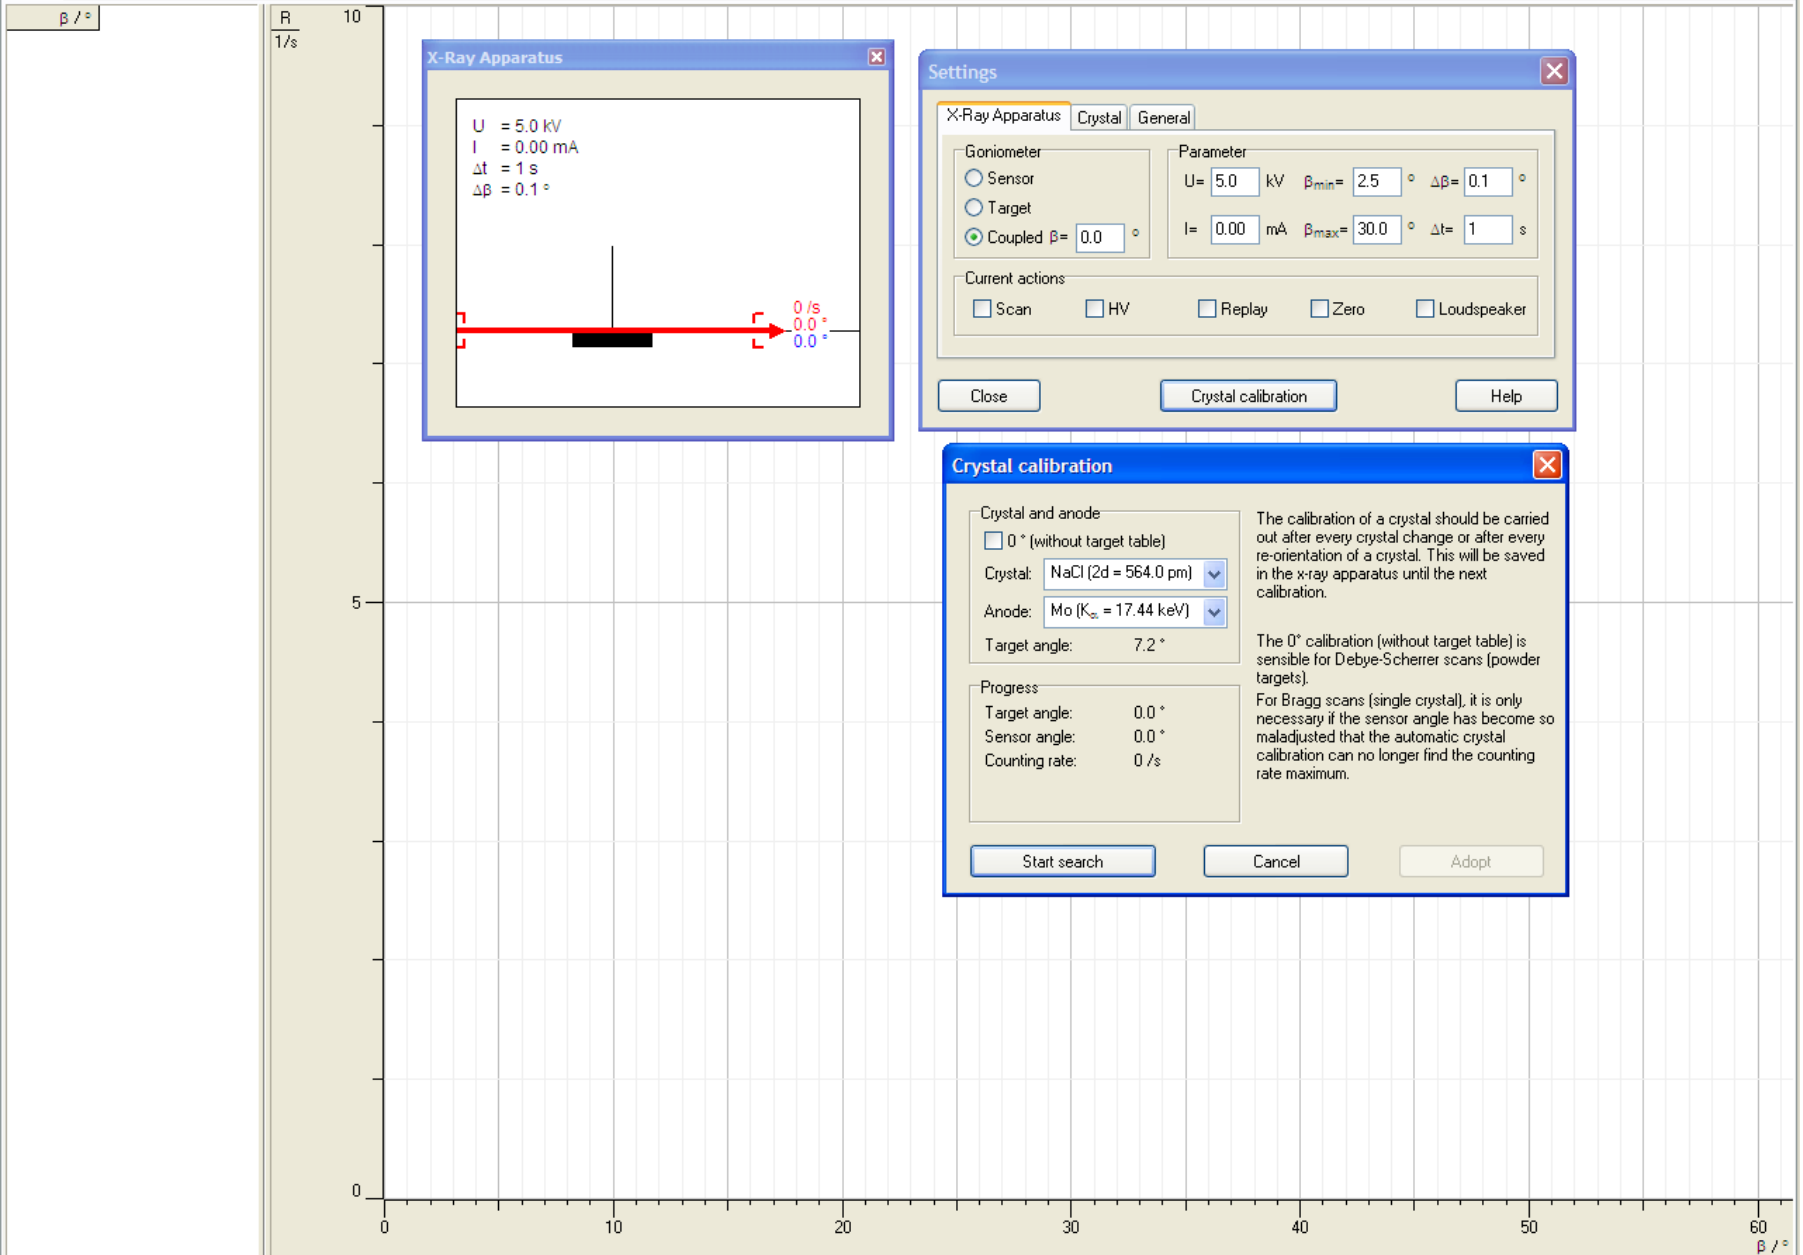 β / °
R
1/s
10
5
0
0 10 20 30 40 50 60
β / °
X-Ray Apparatus
U = 5.0 kV
I = 0.00 mA
Δt = 1 s
Δβ = 0.1 °
0 /s
0.0 °
0.0 °
Settings
X-Ray Apparatus Crystal General
Goniometer
Sensor
Target
Coupled β= 0.0 °
Parameter
U= 5.0 kV βmin= 2.5 ° Δβ= 0.1 °
I= 0.00 mA βmax= 30.0 ° Δt= 1 s
Current actions
Scan HV Replay Zero Loudspeaker
Close Crystal calibration Help
Crystal calibration
Crystal and anode
0 ° (without target table)
Crystal: NaCl (2d = 564.0 pm)
Anode: Mo (Kα = 17.44 keV)
Target angle: 7.2 °
Progress
Target angle: 0.0 °
Sensor angle: 0.0 °
Counting rate: 0 /s
The calibration of a crystal should be carried
out after every crystal change or after every
re-orientation of a crystal. This will be saved
in the x-ray apparatus until the next
calibration.
The 0° calibration (without target table) is
sensible for Debye-Scherrer scans (powder
targets).
For Bragg scans (single crystal), it is only
necessary if the sensor angle has become so
maladjusted that the automatic crystal
calibration can no longer find the counting
rate maximum.
Start search Cancel Adopt